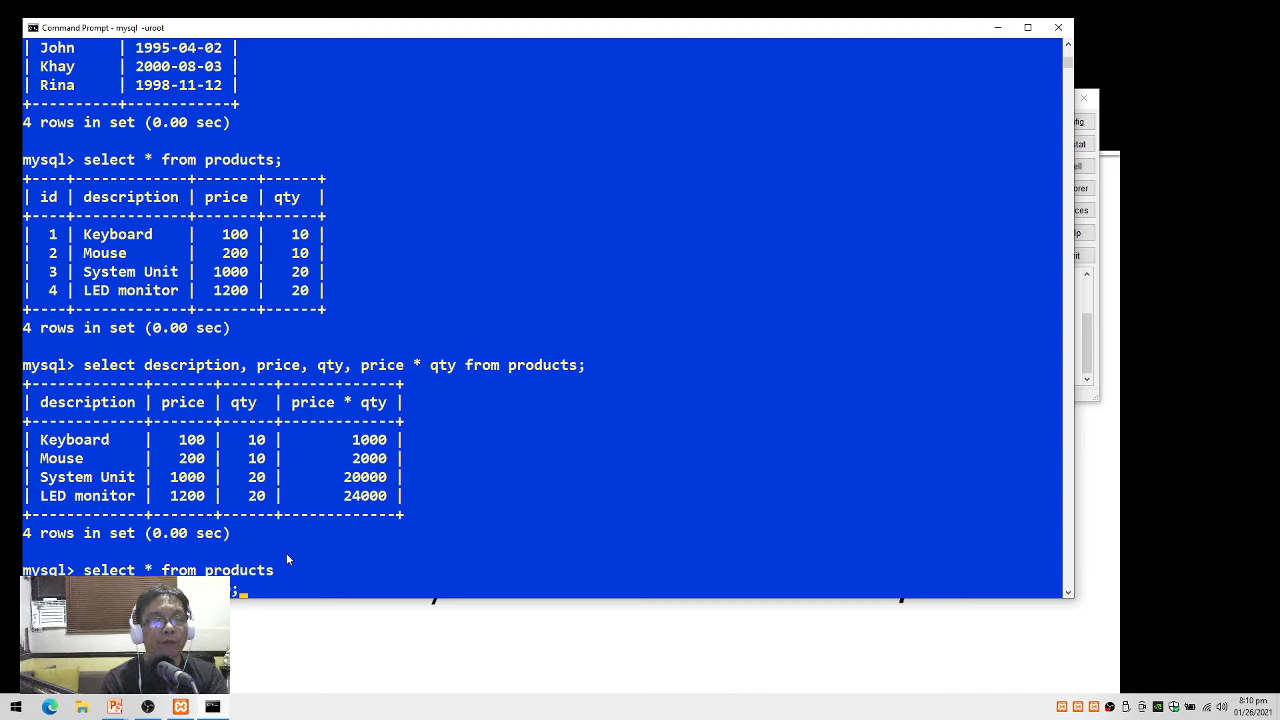 Command Prompt - mysql  -uroot
| John     | 1995-04-02 |
| Khay     | 2000-08-03 |
| Rina     | 1998-11-12 |
+----------+------------+
4 rows in set (0.00 sec)
mysql> select * from products;
+----+-------------+-------+------+
| id | description | price | qty  |
+----+-------------+-------+------+
|  1 | Keyboard    |   100 |   10 |
|  2 | Mouse       |   200 |   10 |
|  3 | System Unit |  1000 |   20 |
|  4 | LED monitor |  1200 |   20 |
+----+-------------+-------+------+
4 rows in set (0.00 sec)
mysql> select description, price, qty, price * qty from products;
+-------------+-------+------+-------------+
| description | price | qty  | price * qty |
+-------------+-------+------+-------------+
| Keyboard    |   100 |   10 |        1000 |
| Mouse       |   200 |   10 |        2000 |
| System Unit |  1000 |   20 |       20000 |
| LED monitor |  1200 |   20 |       24000 |
+-------------+-------+------+-------------+
4 rows in set (0.00 sec)
mysql> select * from products
;
8:10 PM
01/26/2021